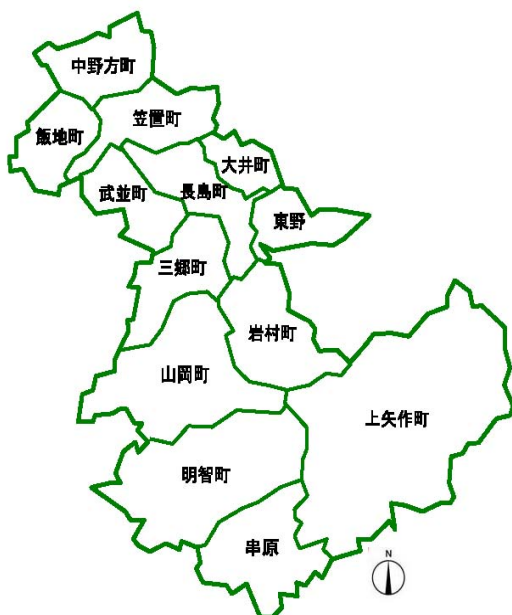 中野方町
笠置町
飯地町
大井町
武並町
長島町
東野
三郷町
岩村町
山岡町
上矢作町
明智町
串原
N